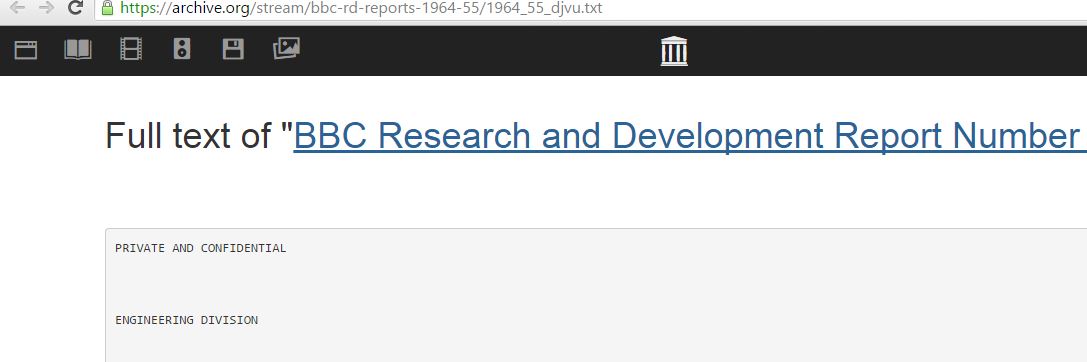 https://archive.org/stream/bbc-rd-reports-1964-55/1964_55_djvu.txt
Full text of "BBC Research and Development Report Number
PRIVATE AND CONFIDENTIAL
ENGINEERING DIVISION